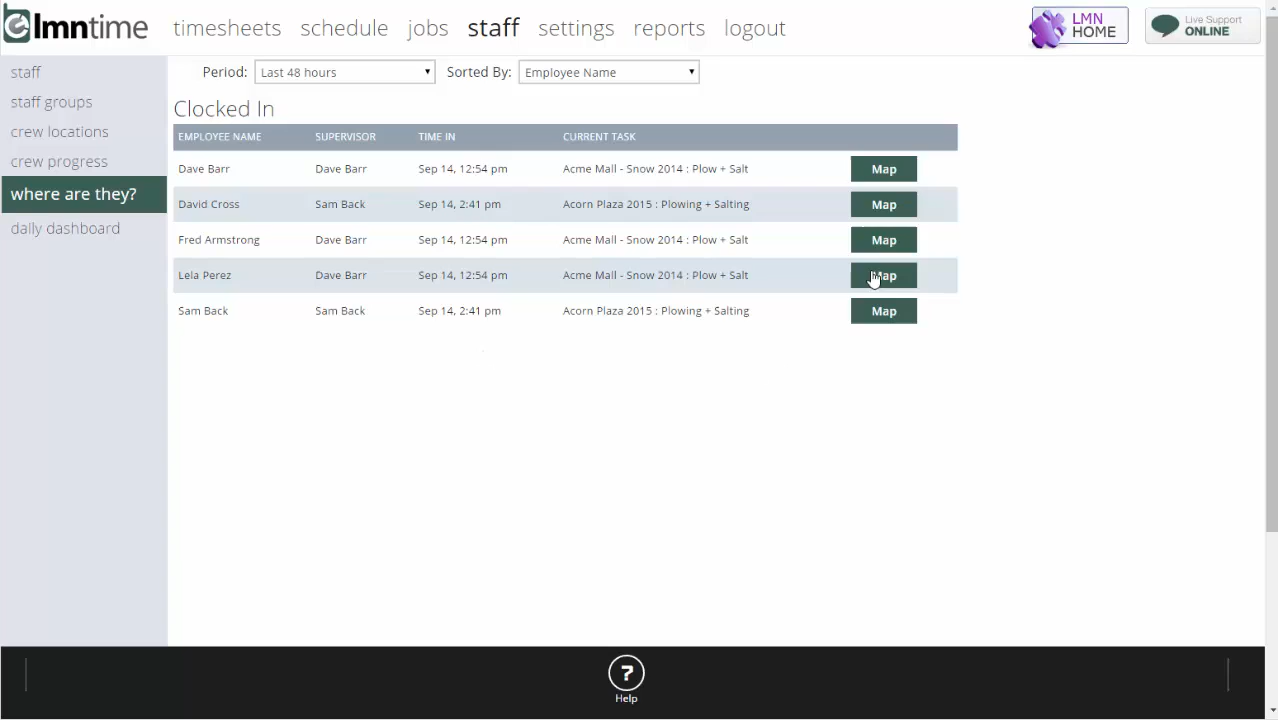 lmntime timesheets schedule jobs staff settings reports logout LMN HOME Live Support ONLINE
staff
staff groups
crew locations
crew progress
where are they?
daily dashboard
Period: Last 48 hours Sorted By: Employee Name
Clocked In
EMPLOYEE NAME SUPERVISOR TIME IN CURRENT TASK
Dave Barr Dave Barr Sep 14, 12:54 pm Acme Mall - Snow 2014 : Plow + Salt Map
David Cross Sam Back Sep 14, 2:41 pm Acorn Plaza 2015 : Plowing + Salting Map
Fred Armstrong Dave Barr Sep 14, 12:54 pm Acme Mall - Snow 2014 : Plow + Salt Map
Lela Perez Dave Barr Sep 14, 12:54 pm Acme Mall - Snow 2014 : Plow + Salt Map
Sam Back Sam Back Sep 14, 2:41 pm Acorn Plaza 2015 : Plowing + Salting Map
?
Help